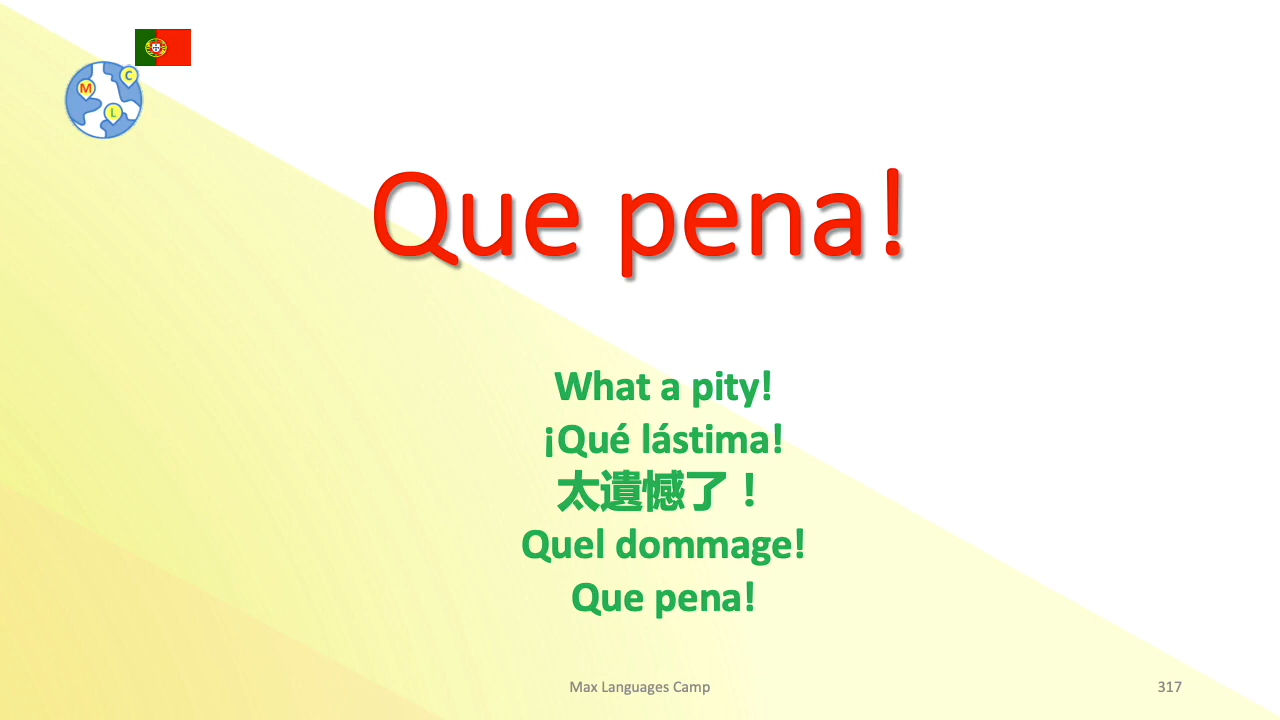 C
M
L
Que pena!
What a pity!
¡Qué lástima!
太遺憾了！
Quel dommage!
Que pena!
Max Languages Camp
317